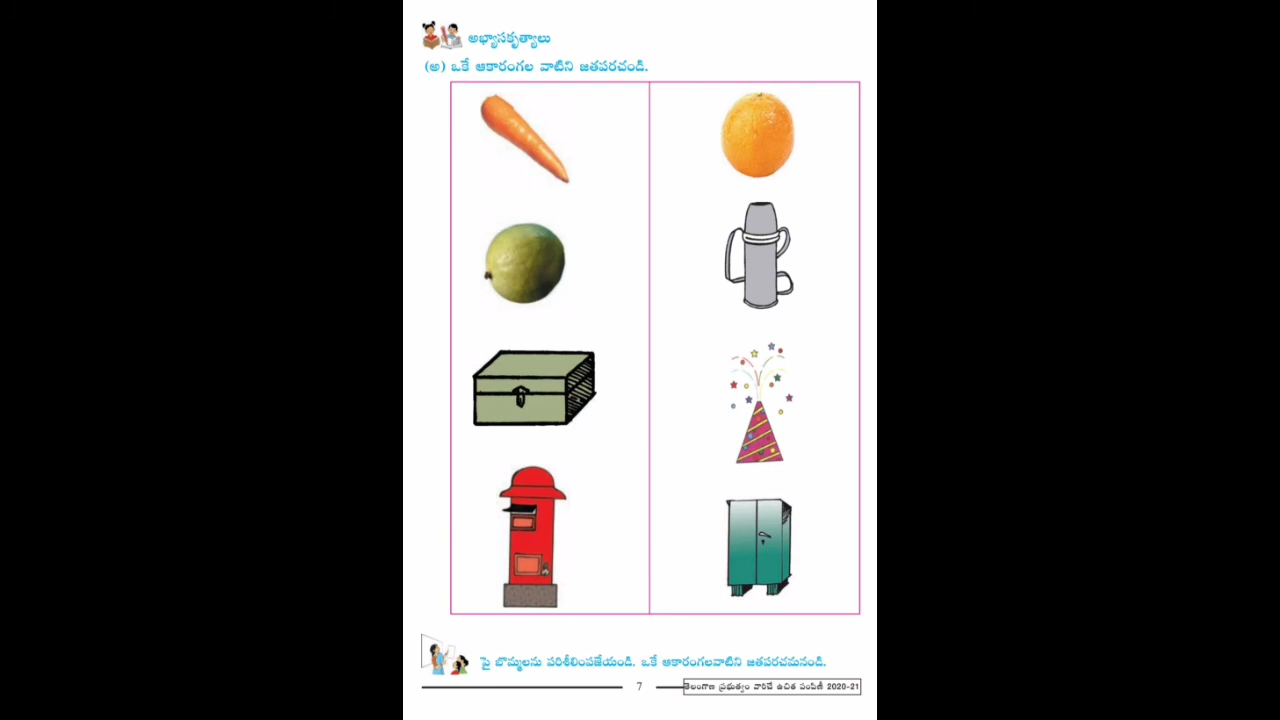 అభ్యాసకృత్యాలు
(అ) ఒకే ఆకారంగల వాటిని జతపరచండి.
పై బొమ్మలను పరిశీలింపజేయండి. ఒకే ఆకారంగలవాటిని జతపరచమనండి.
7
తెలంగాణ ప్రభుత్వం వారిచే ఉచిత పంపిణీ 2020-21